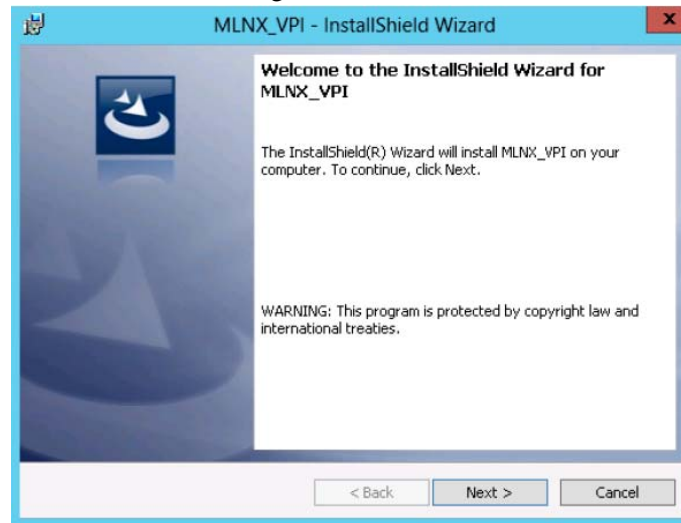 MLNX_VPI - InstallShield Wizard
x
Welcome to the InstallShield Wizard for
MLNX_VPI
The InstallShield(R) Wizard will install MLNX_VPI on your
computer. To continue, click Next.
WARNING: This program is protected by copyright law and
international treaties.
< Back Next > Cancel